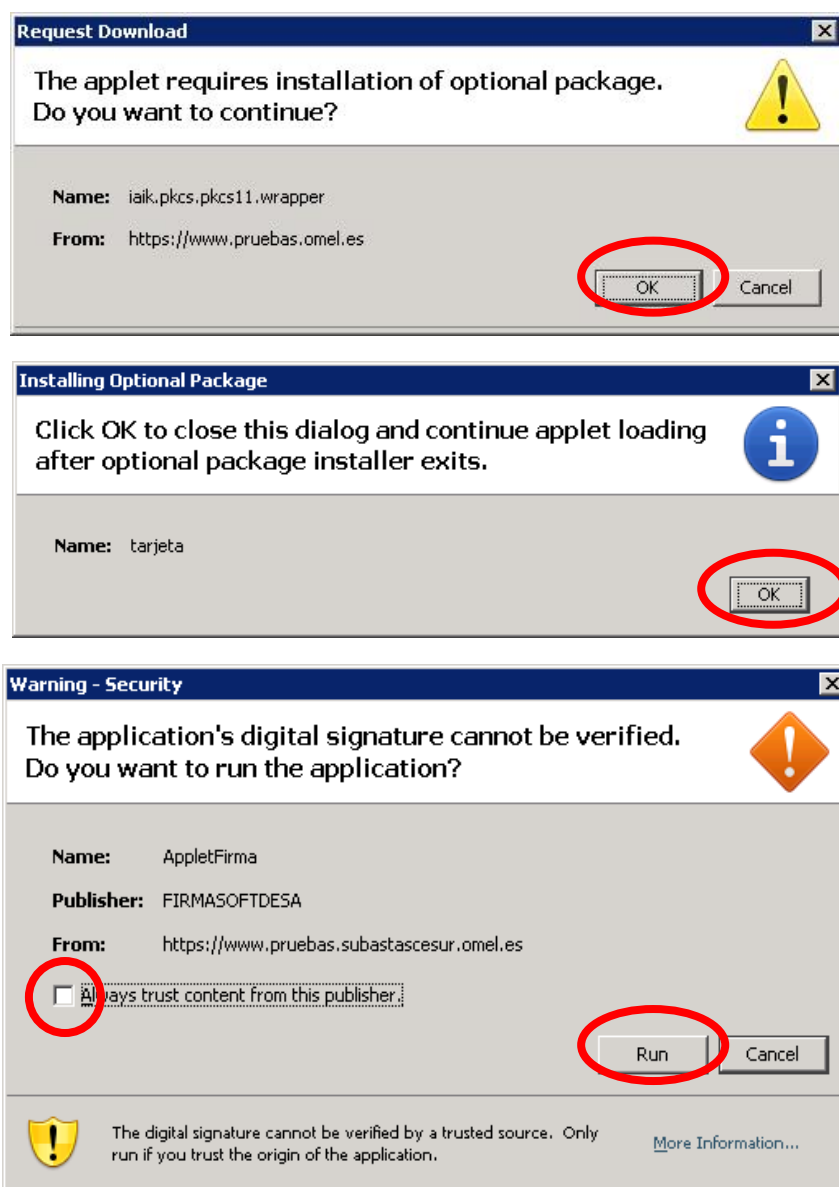 Request Download
The applet requires installation of optional package.
Do you want to continue?
Name: iaik.pkcs.pkcs11.wrapper
From: https://www.pruebas.omel.es
OK Cancel
Installing Optional Package
Click OK to close this dialog and continue applet loading
after optional package installer exits.
Name: tarjeta
OK
Warning - Security
The application's digital signature cannot be verified.
Do you want to run the application?
Name: AppletFirma
Publisher: FIRMASOFTDESA
From: https://www.pruebas.subastascesur.omel.es
Always trust content from this publisher.
Run Cancel
The digital signature cannot be verified by a trusted source. Only
run if you trust the origin of the application.
More Information...